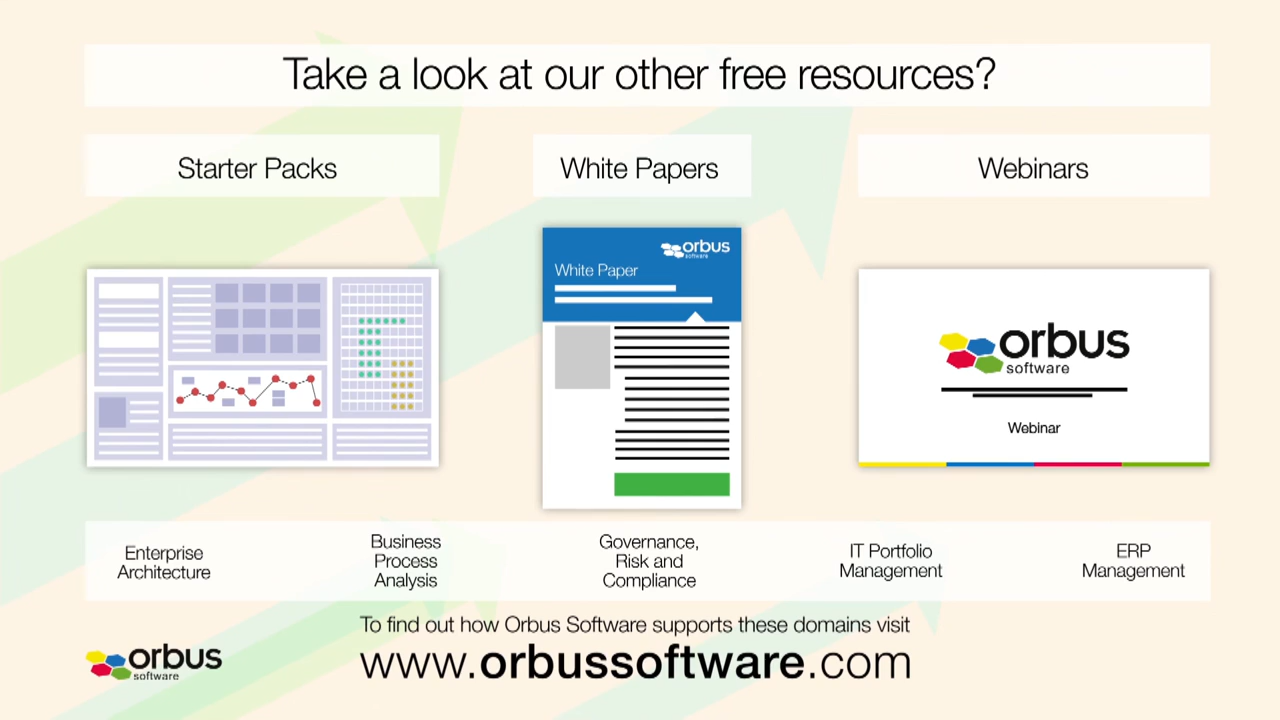 Take a look at our other free resources?
Starter Packs
White Papers
Webinars
orbus
software
White Paper
orbus
software
Webinar
Enterprise
Architecture
Business
Process
Analysis
Governance,
Risk and
Compliance
IT Portfolio
Management
ERP
Management
To find out how Orbus Software supports these domains visit
www.orbussoftware.com
orbus
software